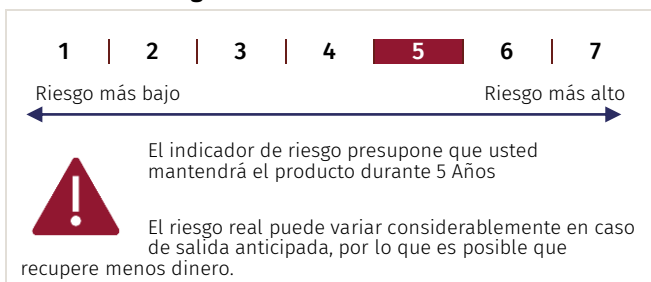 1 | 2 | 3 | 4 | 5 | 6 | 7
Riesgo más bajo Riesgo más alto
El indicador de riesgo presupone que usted
mantendrá el producto durante 5 Años
El riesgo real puede variar considerablemente en caso
de salida anticipada, por lo que es posible que
recupere menos dinero.